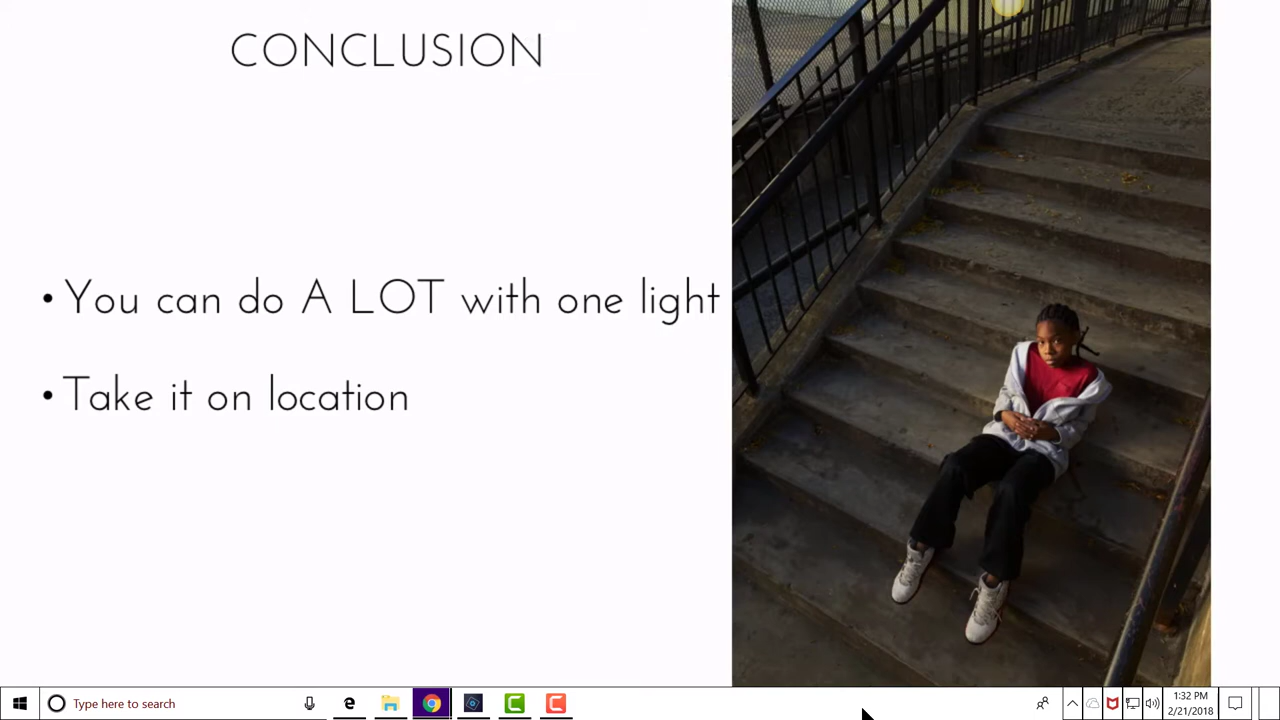 CONCLUSION
• You can do A LOT with one light
• Take it on location
Type here to search
1:32 PM
2/21/2018